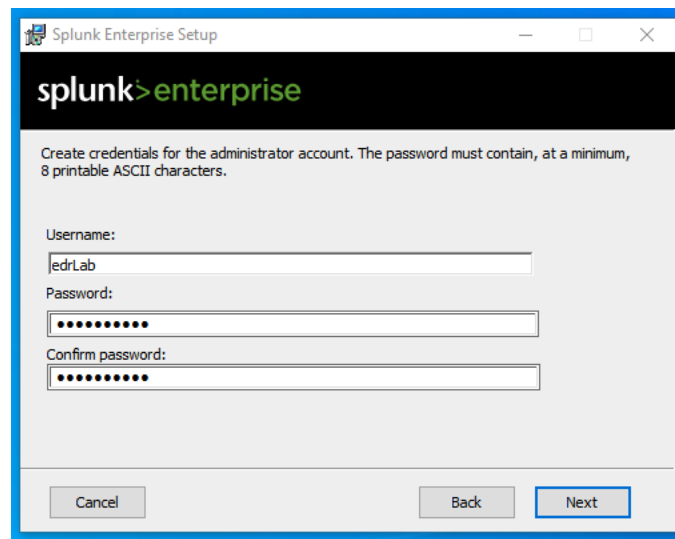 Splunk Enterprise Setup
splunk>enterprise
Create credentials for the administrator account. The password must contain, at a minimum,
8 printable ASCII characters.
Username:
edrLab
Password:
••••••••••
Confirm password:
••••••••••
Cancel
Back
Next